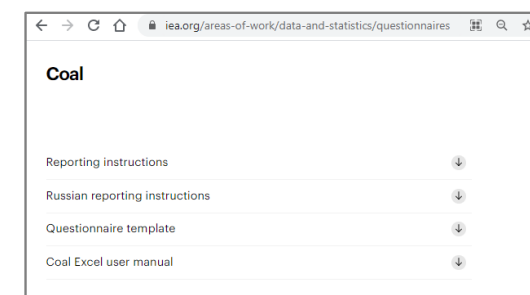 iea.org/areas-of-work/data-and-statistics/questionnaires
Coal
Reporting instructions
Russian reporting instructions
Questionnaire template
Coal Excel user manual